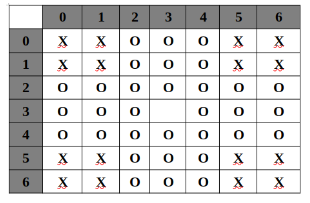 0 1 2 3 4 5 6
0 X X O O O X X
1 X X O O O X X
2 O O O O O O O
3 O O O O O O
4 O O O O O O O
5 X X O O O X X
6 X X O O O X X